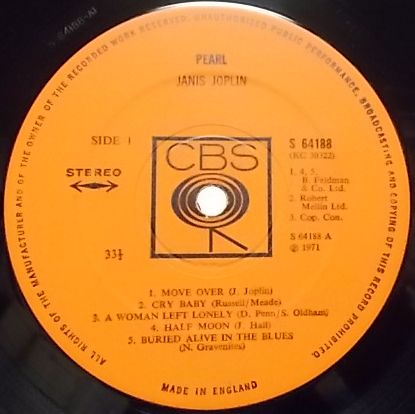 PEARL
JANIS JOPLIN
SIDE 1
STEREO
33⅓
CBS
S 64188
(KC 30322)
1, 4, 5,
B. Feldman
& Co. Ltd.
2. Robert
Mellin Ltd.
3. Cop. Con.
S 64188 A
℗ 1971
1. MOVE OVER (J. Joplin)
2. CRY BABY (Russell/Meade)
3. A WOMAN LEFT LONELY (D. Penn/S. Oldham)
4. HALF MOON (J. Hall)
5. BURIED ALIVE IN THE BLUES
(N. Gravenites)
ALL RIGHTS OF THE MANUFACTURER AND OF THE OWNER OF THE RECORDED WORK RESERVED. UNAUTHORISED PUBLIC PERFORMANCE, BROADCASTING AND COPYING OF THIS RECORD PROHIBITED.
MADE IN ENGLAND